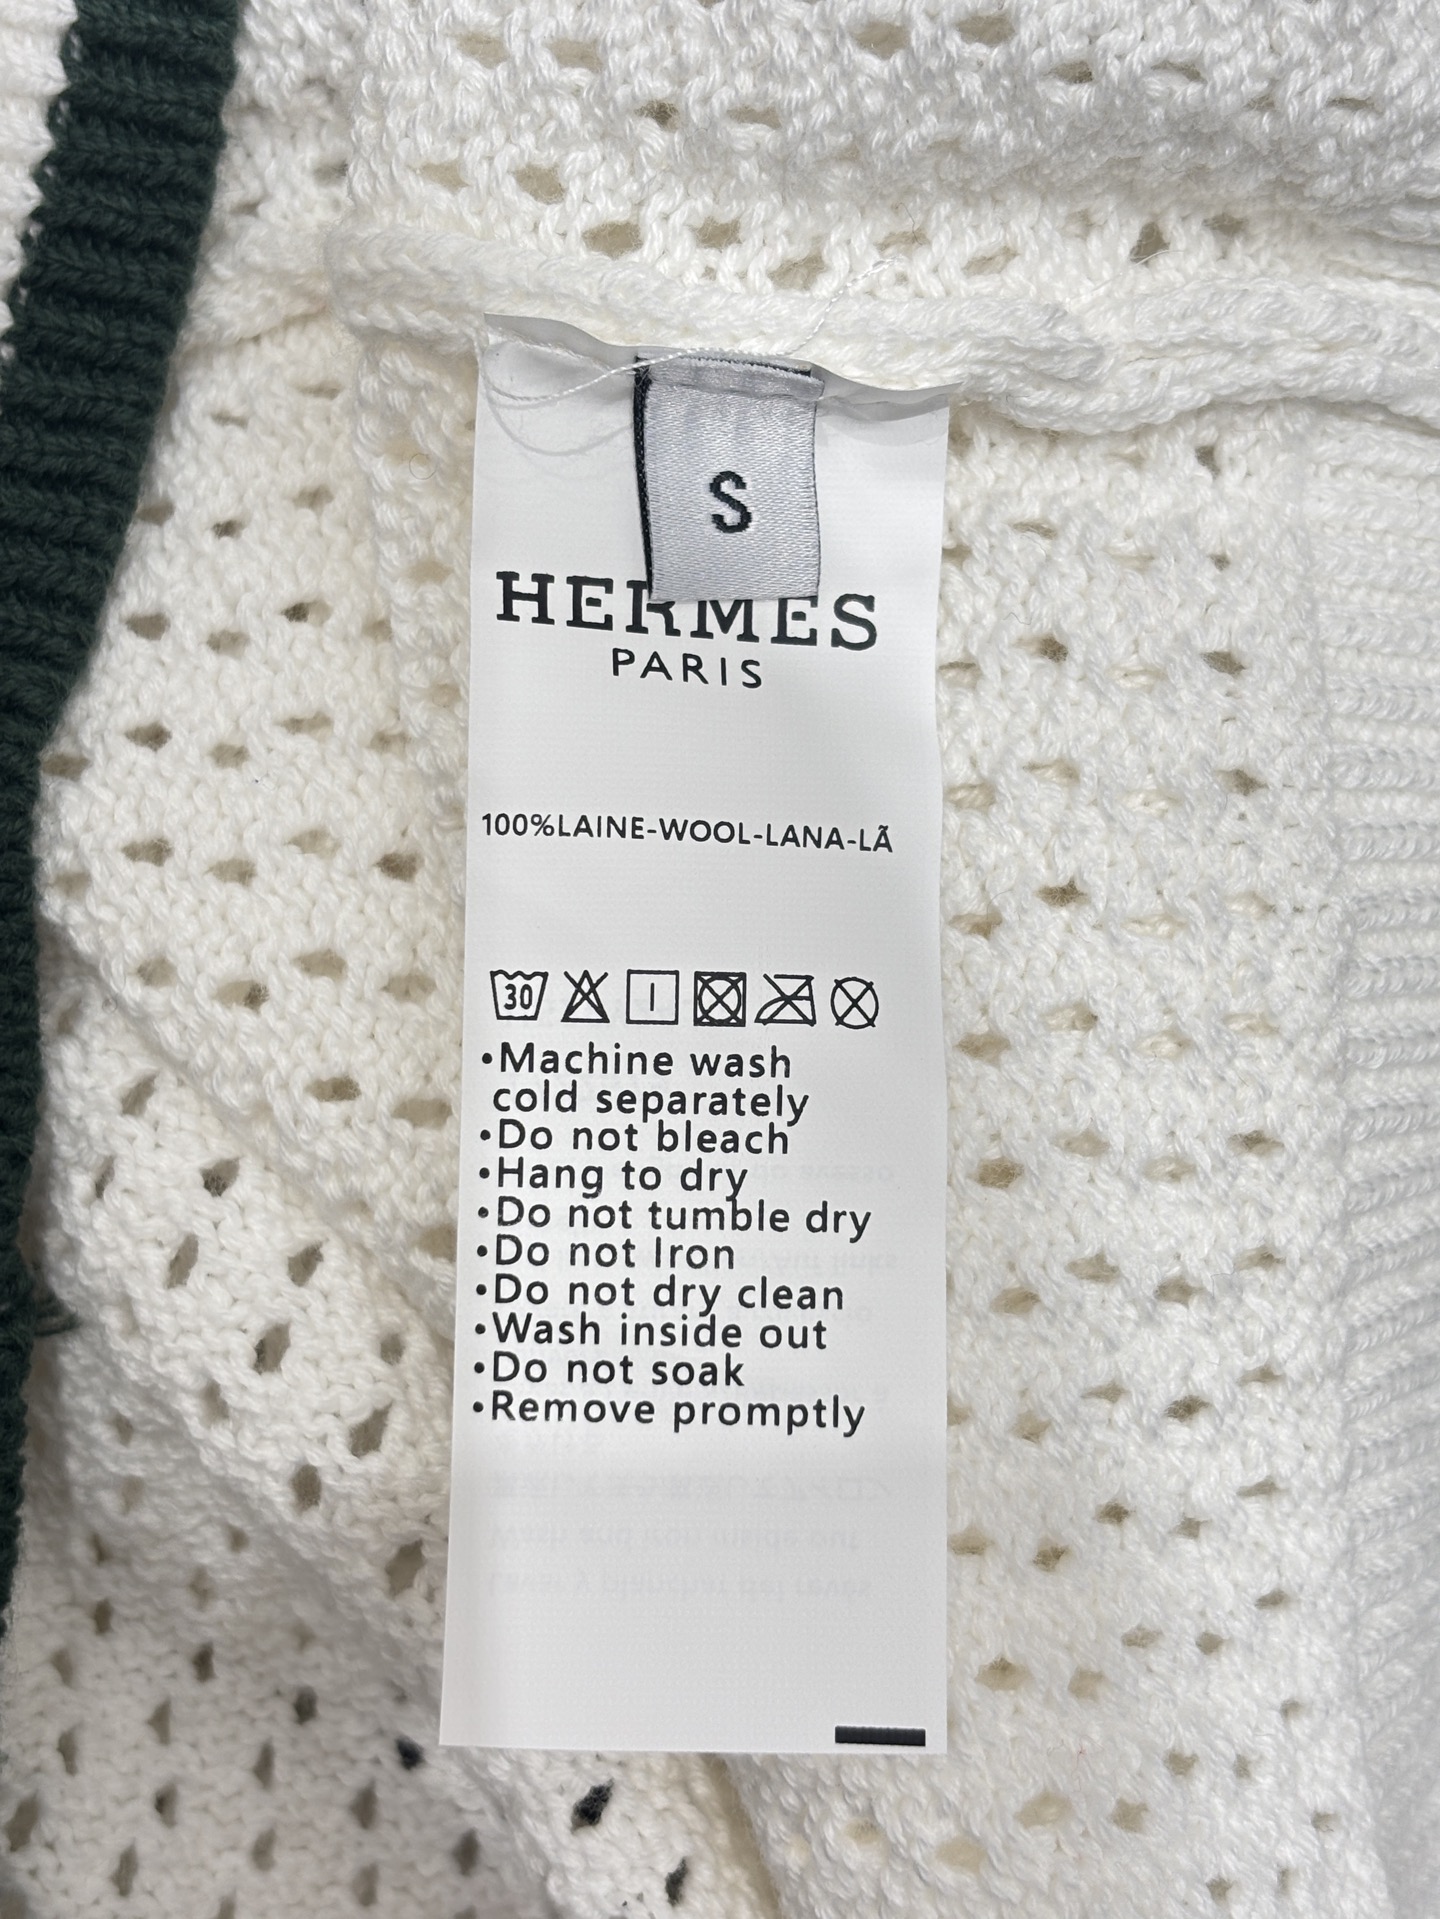 S
HERMES
PARIS
100%LAINE-WOOL-LANA-LÃ
30
•Machine wash
cold separately
•Do not bleach
•Hang to dry
•Do not tumble dry
•Do not Iron
•Do not dry clean
•Wash inside out
•Do not soak
•Remove promptly